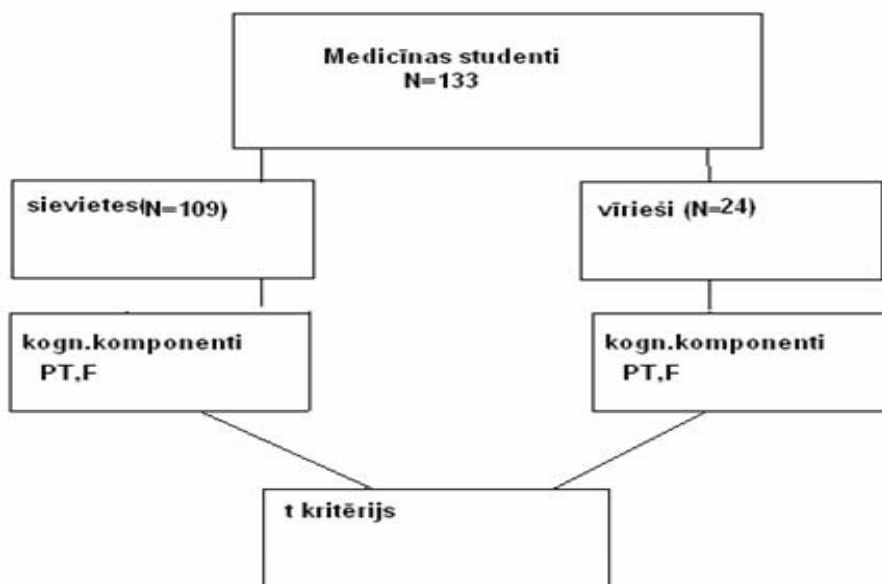 Medicīnas studenti
N=133
sievietes(N=109)
vīrieši (N=24)
kogn.komponenti
PT,F
kogn.komponenti
PT,F
t kritērijs